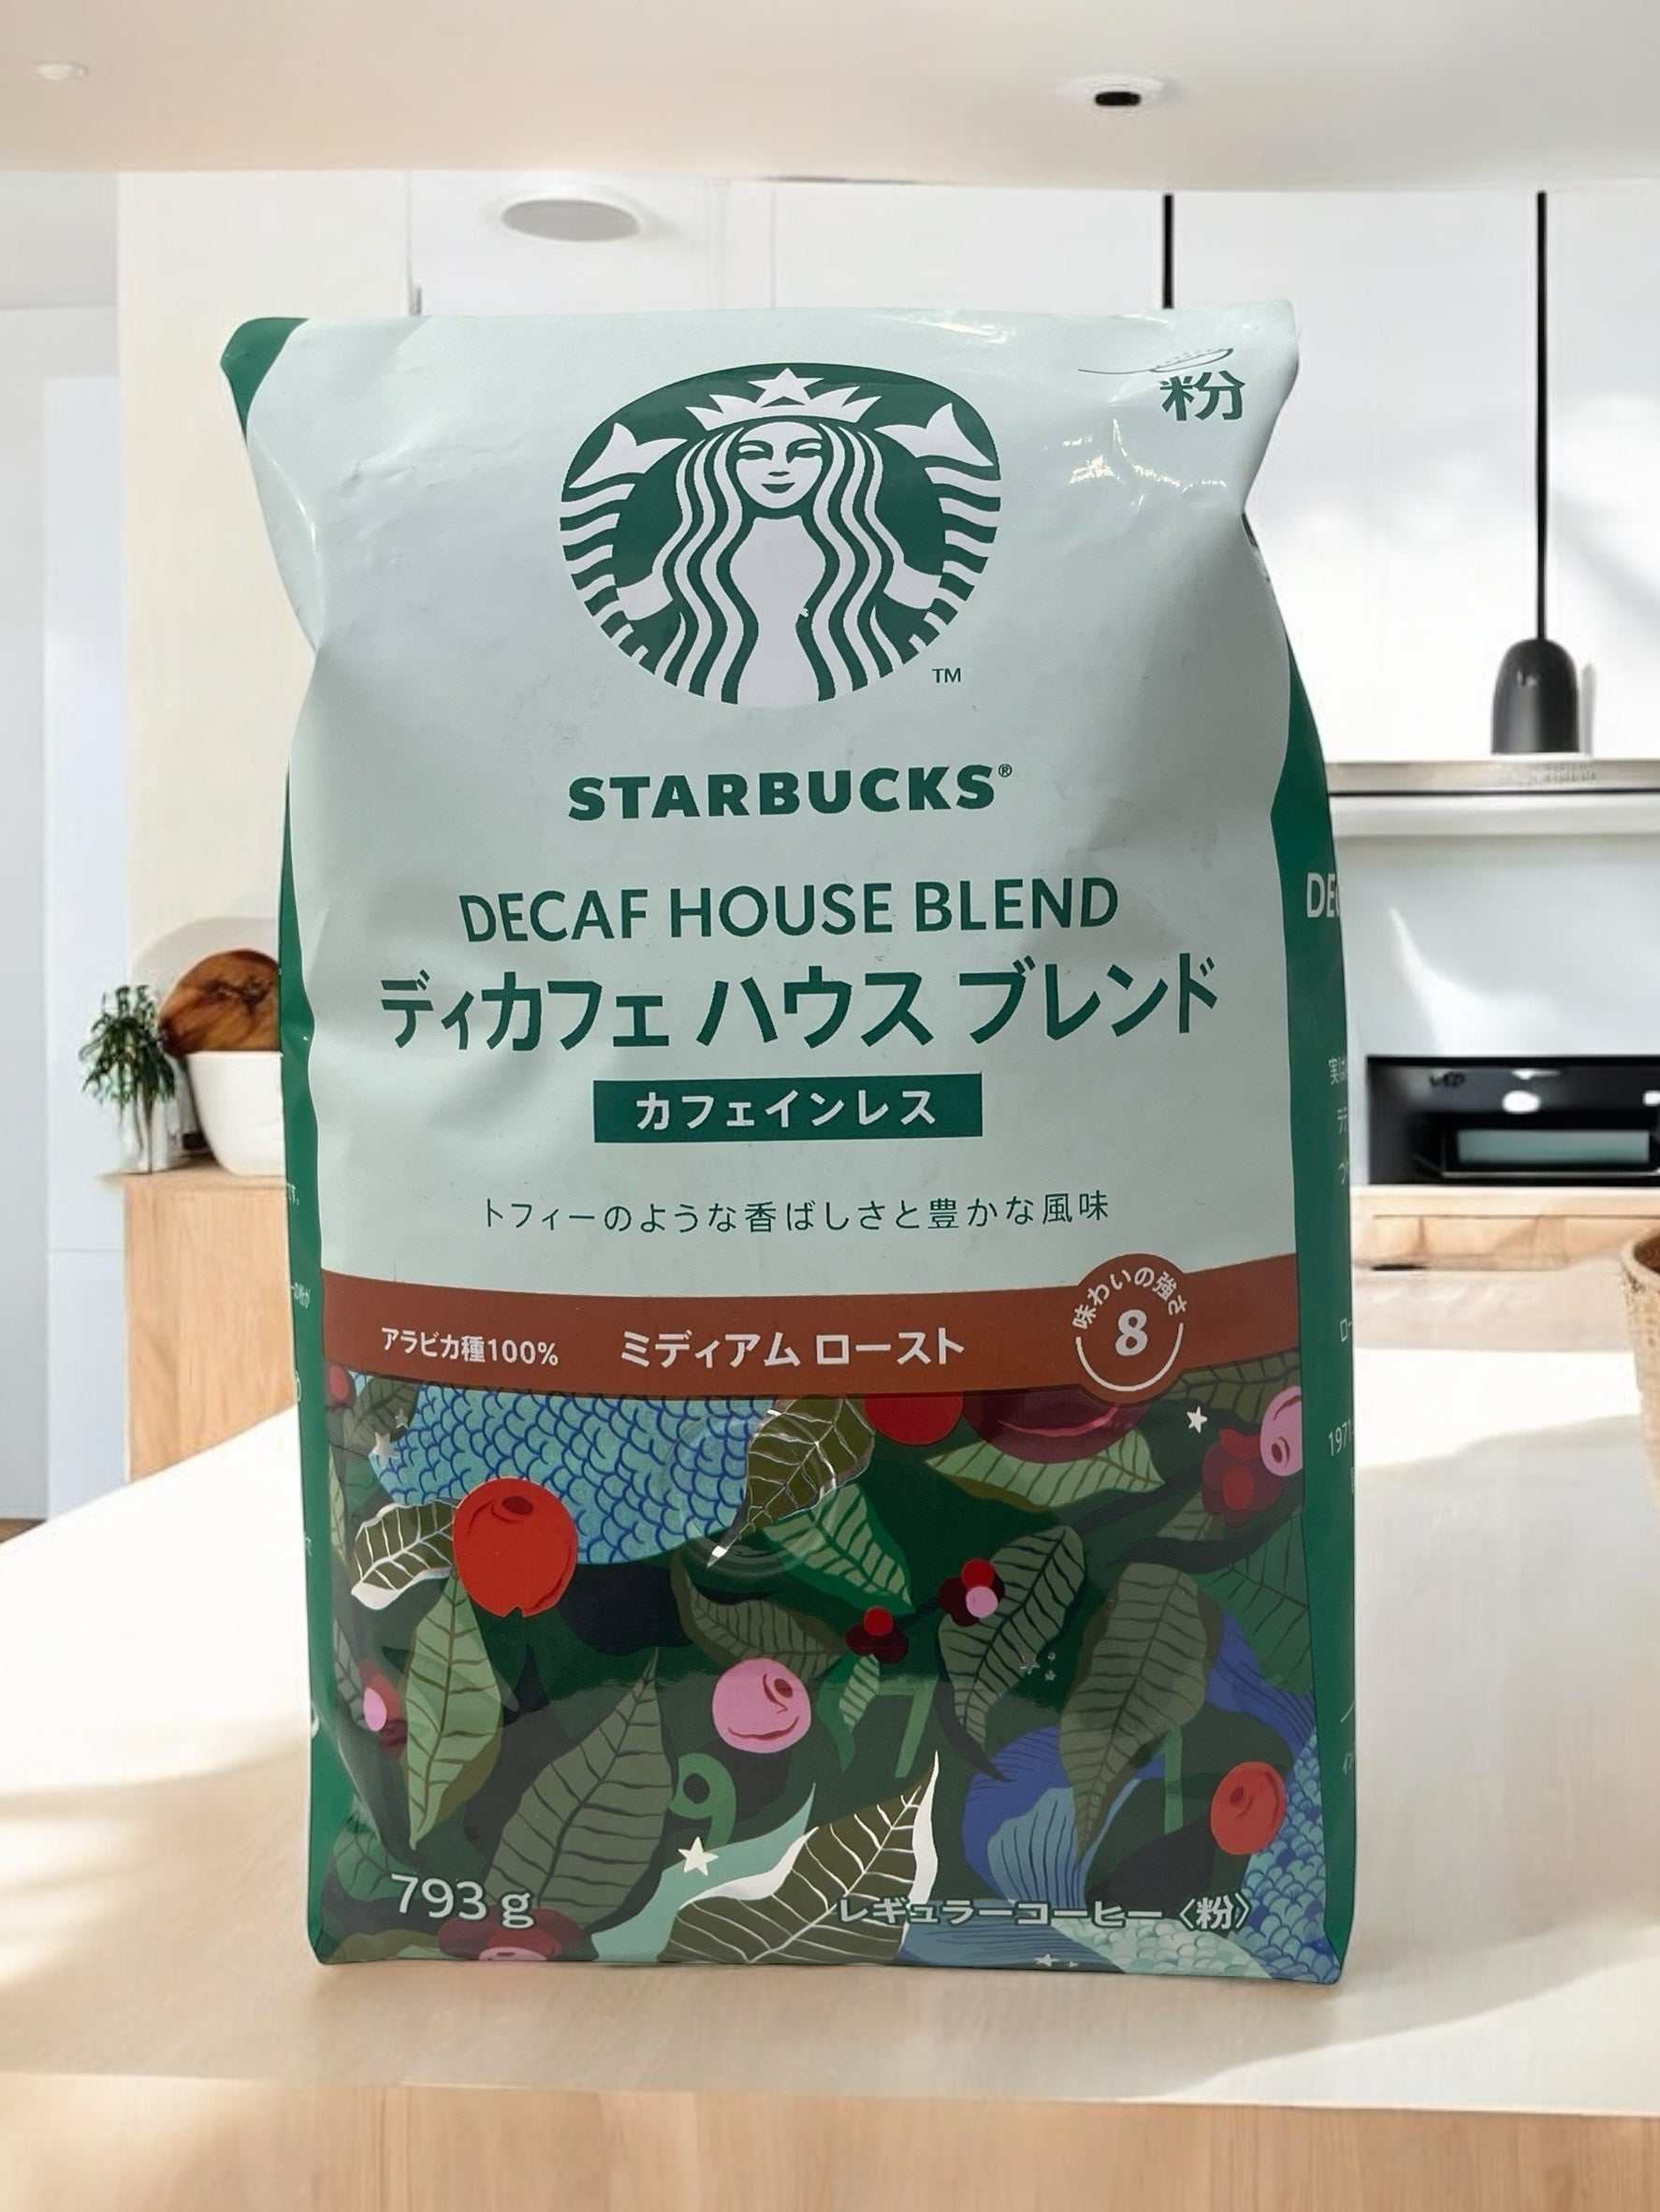 粉
TM
STARBUCKS®
DECAF HOUSE BLEND
ディカフェ ハウス ブレンド
カフェインレス
トフィーのような香ばしさと豊かな風味
アラビカ種100% ミディアム ロースト
味わいの強さ
8
1971
793g
レギュラーコーヒー〈粉〉
DE